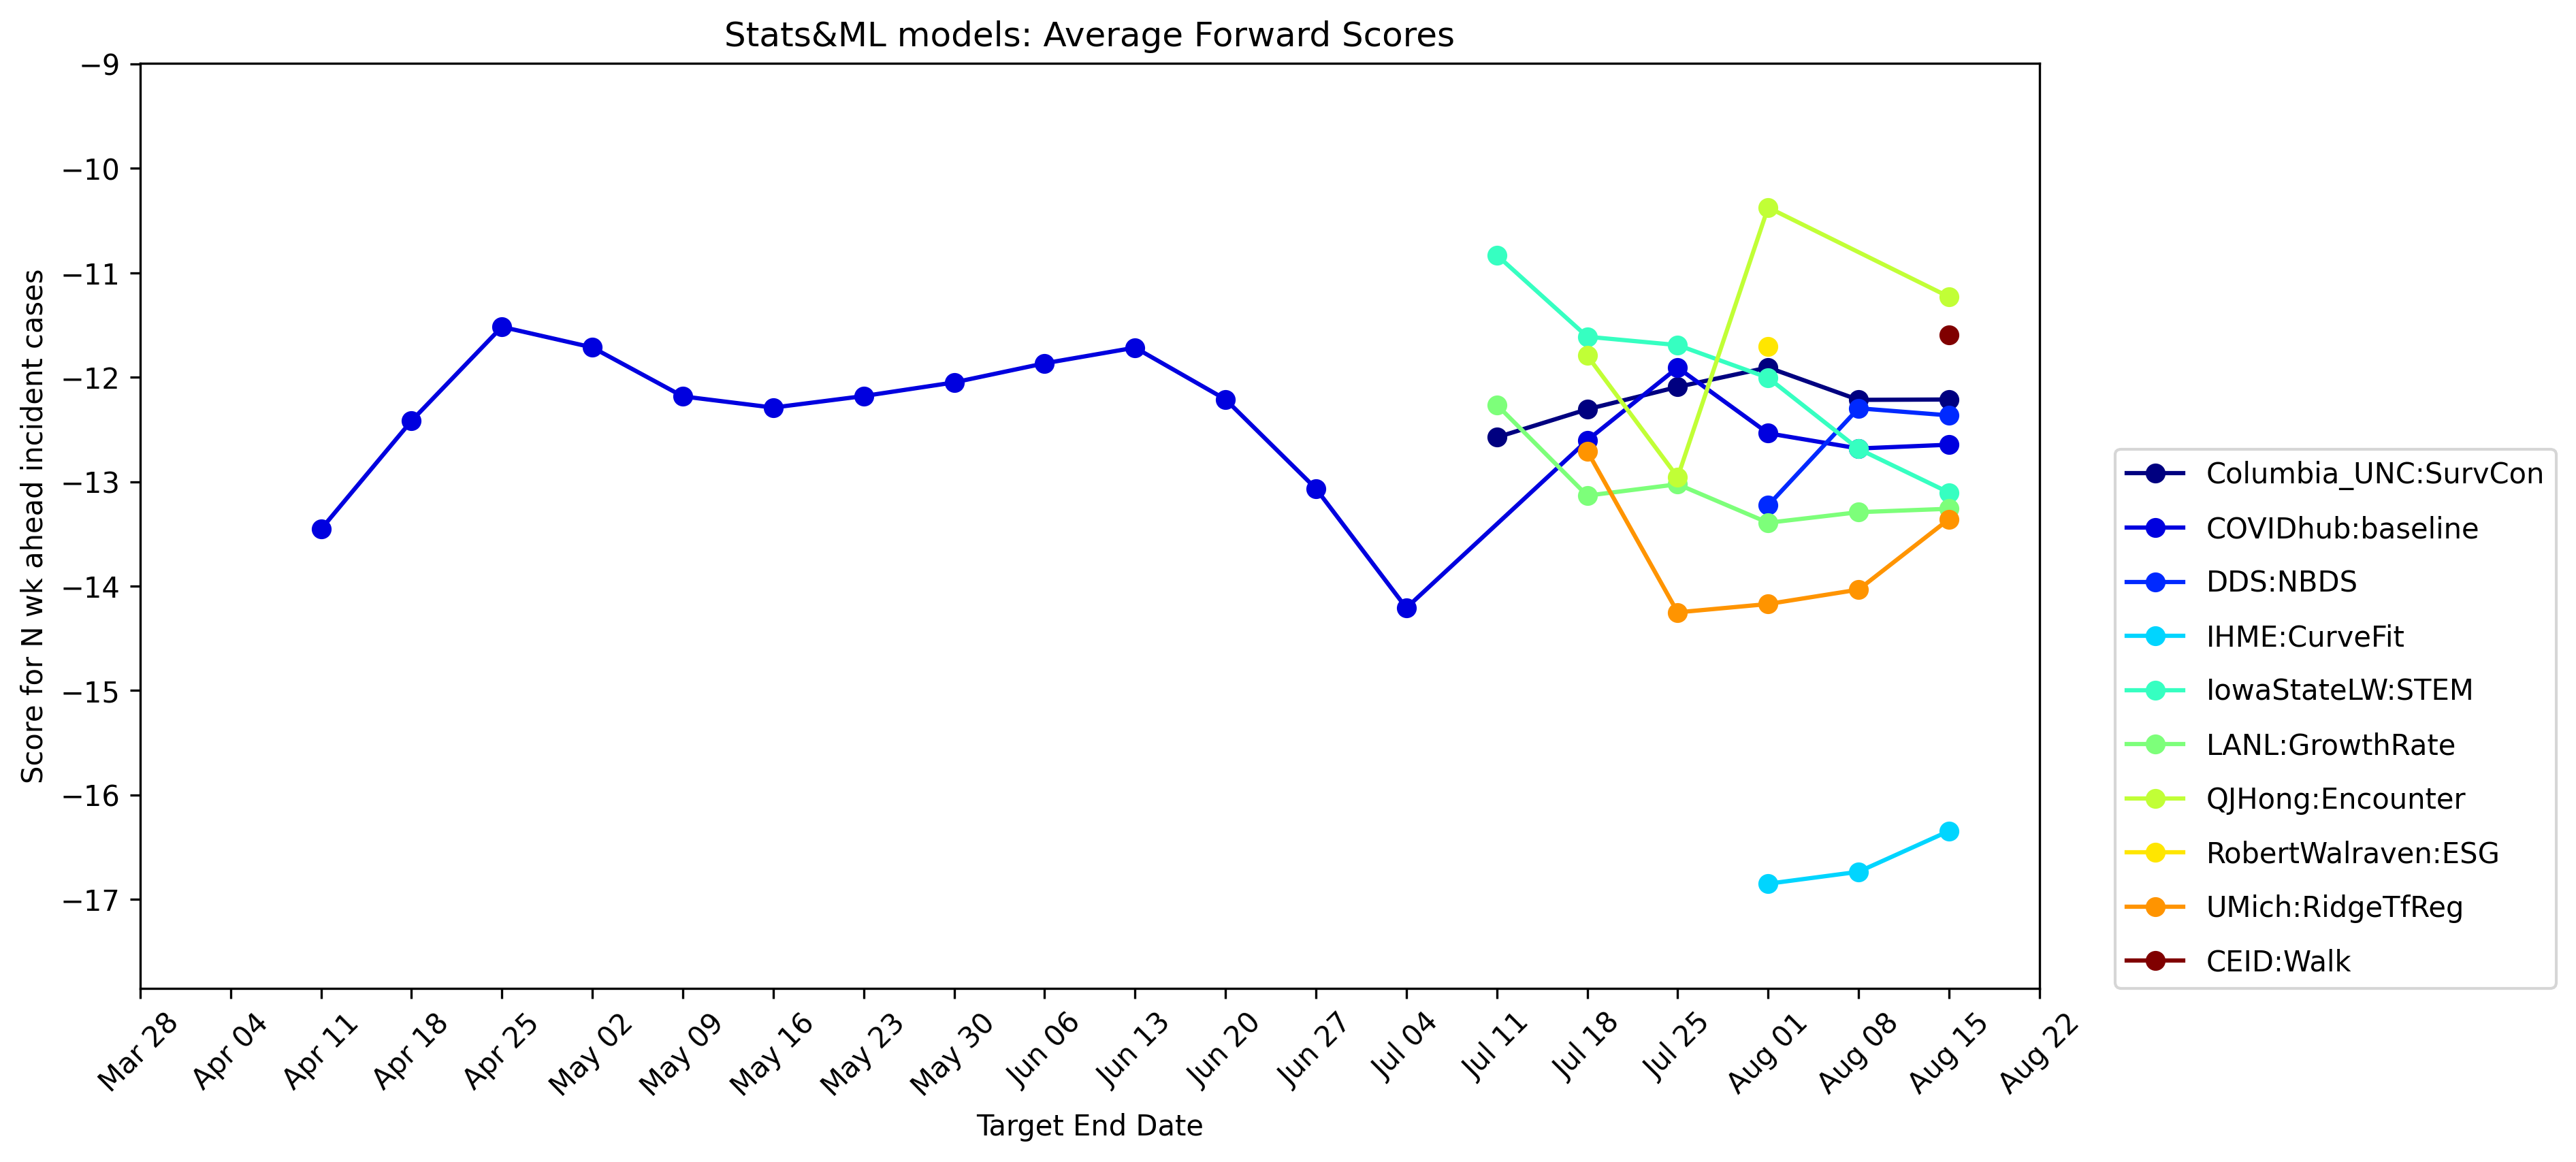 Stats&ML models: Average Forward Scores
−9
−10
−11
−12
−13
−14
−15
−16
−17
Score for N wk ahead incident cases
Mar 28
Apr 04
Apr 11
Apr 18
Apr 25
May 02
May 09
May 16
May 23
May 30
Jun 06
Jun 13
Jun 20
Jun 27
Jul 04
Jul 11
Jul 18
Jul 25
Aug 01
Aug 08
Aug 15
Aug 22
Target End Date
Columbia_UNC:SurvCon
COVIDhub:baseline
DDS:NBDS
IHME:CurveFit
IowaStateLW:STEM
LANL:GrowthRate
QJHong:Encounter
RobertWalraven:ESG
UMich:RidgeTfReg
CEID:Walk